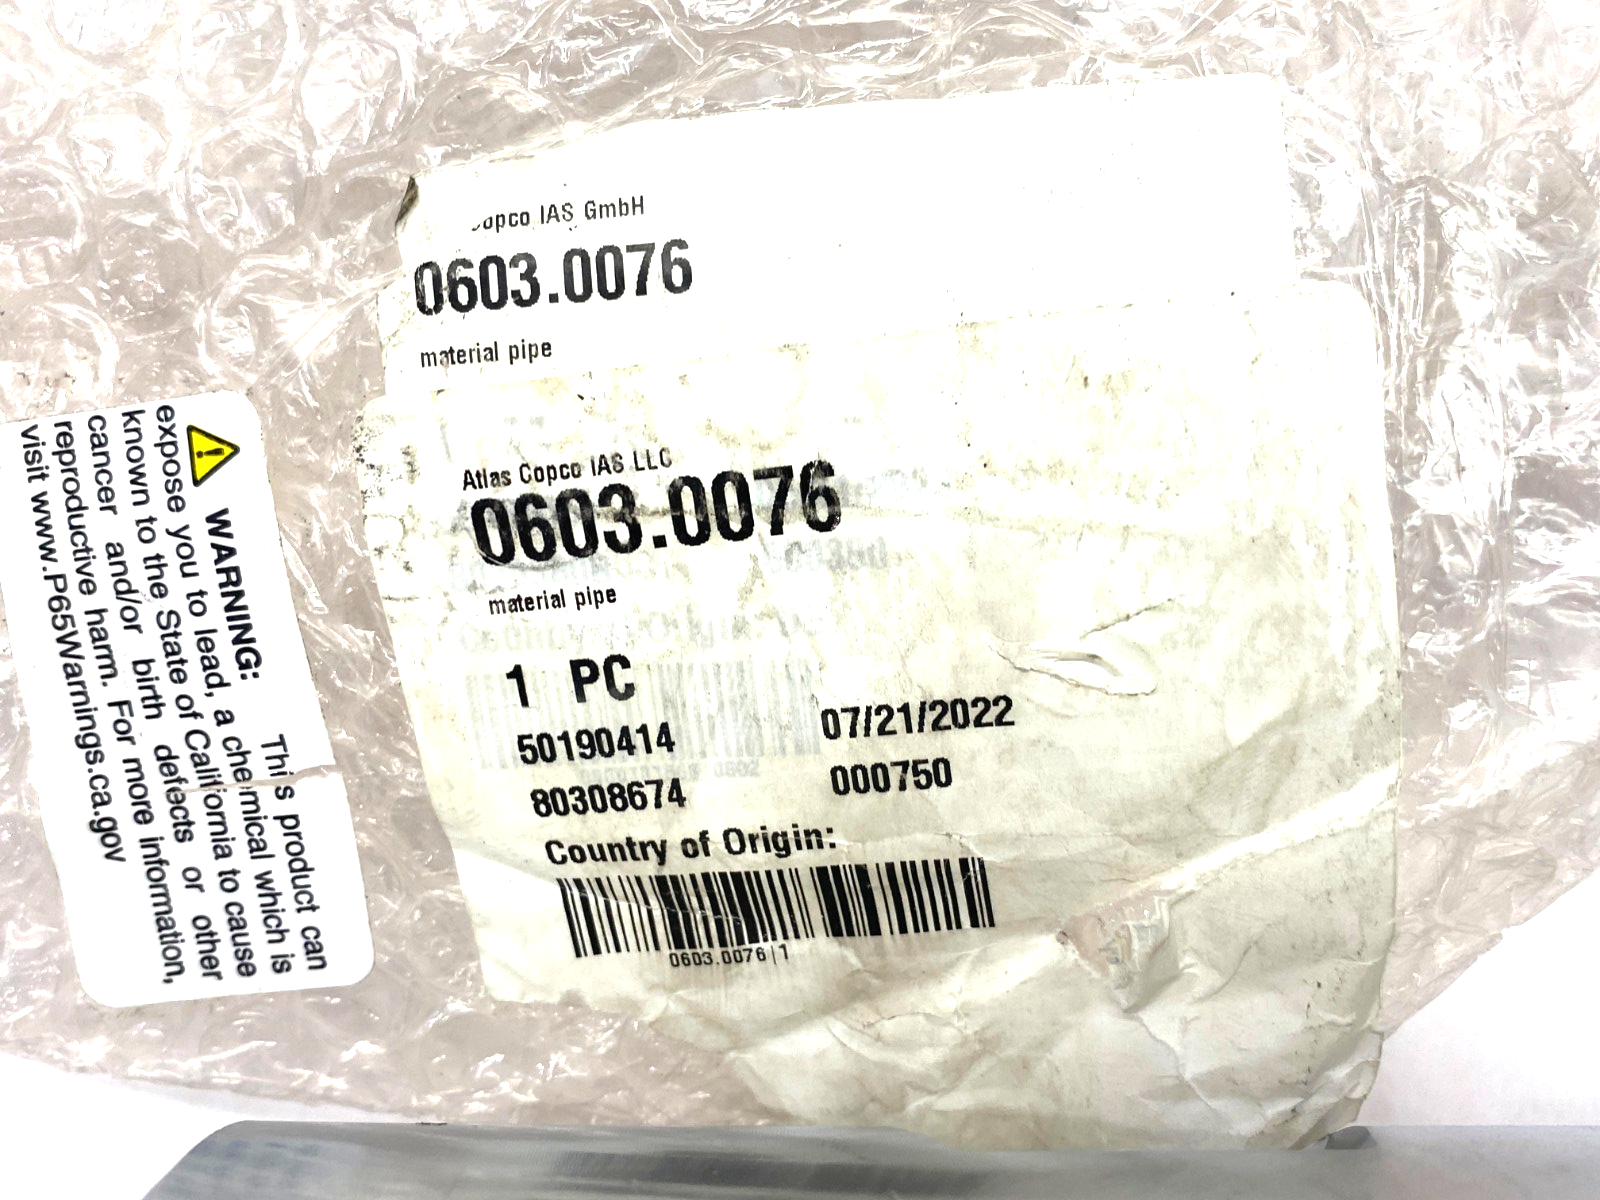 Copco IAS GmbH
0603.0076
material pipe
Atlas Copco IAS LLC
0603.0076
material pipe
1 PC
50190414 07/21/2022
80308674 000750
Country of Origin:
0603.0076|1
WARNING: This product can
expose you to lead, a chemical which is
known to the State of California to cause
cancer and/or birth defects or other
reproductive harm. For more information,
visit www.P65Warnings.ca.gov